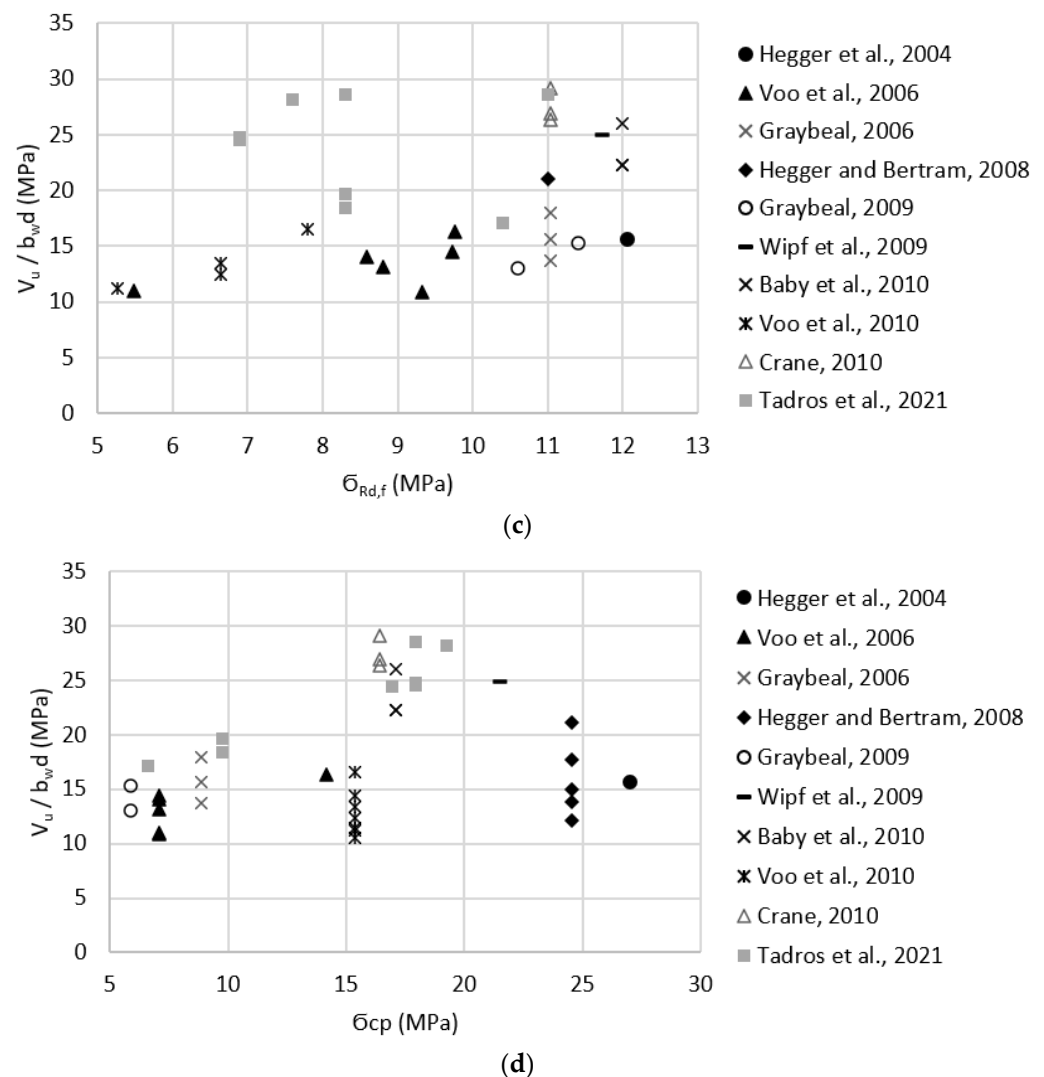 35
30
25
20
15
10
5
0
V_u / b_w d (MPa)
5 6 7 8 9 10 11 12 13
Ϭ_Rd,f (MPa)
Hegger et al., 2004
Voo et al., 2006
Graybeal, 2006
Hegger and Bertram, 2008
Graybeal, 2009
Wipf et al., 2009
Baby et al., 2010
Voo et al., 2010
Crane, 2010
Tadros et al., 2021
(c)
35
30
25
20
15
10
5
0
V_u / b_w d (MPa)
5 10 15 20 25 30
Ϭcp (MPa)
Hegger et al., 2004
Voo et al., 2006
Graybeal, 2006
Hegger and Bertram, 2008
Graybeal, 2009
Wipf et al., 2009
Baby et al., 2010
Voo et al., 2010
Crane, 2010
Tadros et al., 2021
(d)